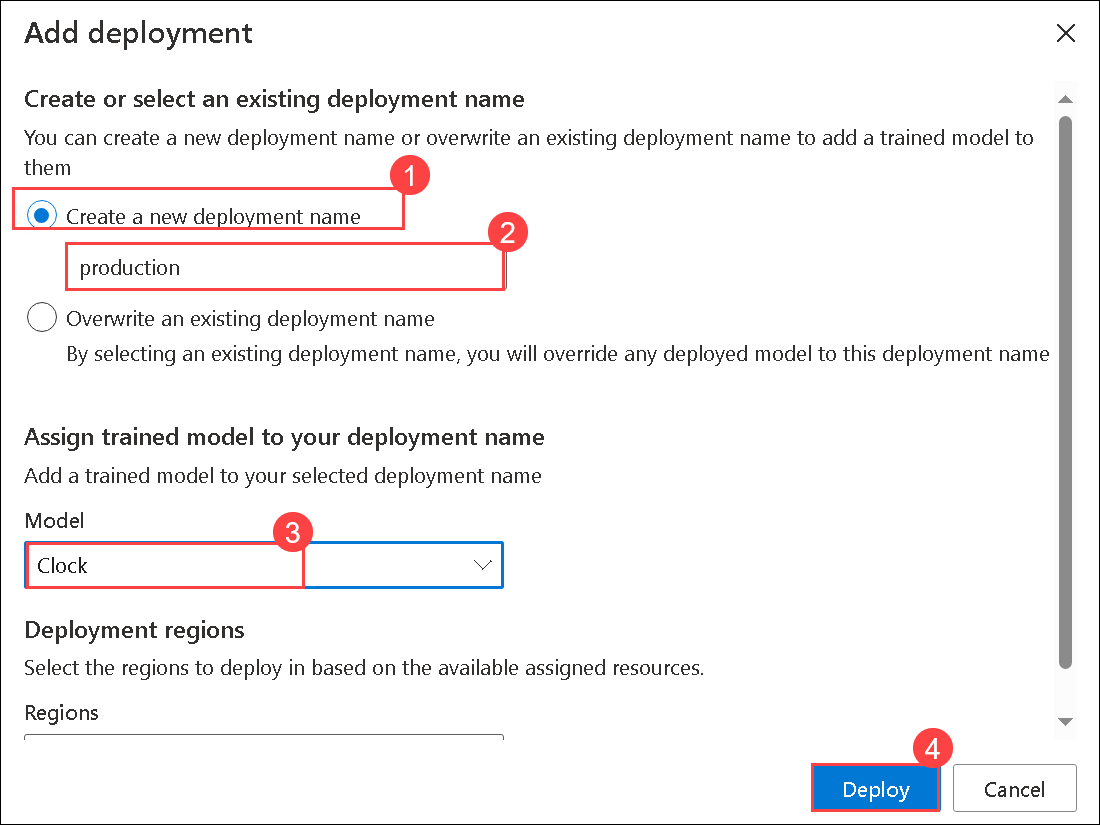 Add deployment
Create or select an existing deployment name
You can create a new deployment name or overwrite an existing deployment name to add a trained model to
them
1
Create a new deployment name
2
production
Overwrite an existing deployment name
By selecting an existing deployment name, you will override any deployed model to this deployment name
Assign trained model to your deployment name
Add a trained model to your selected deployment name
Model
3
Clock
Deployment regions
Select the regions to deploy in based on the available assigned resources.
Regions
4
Deploy Cancel